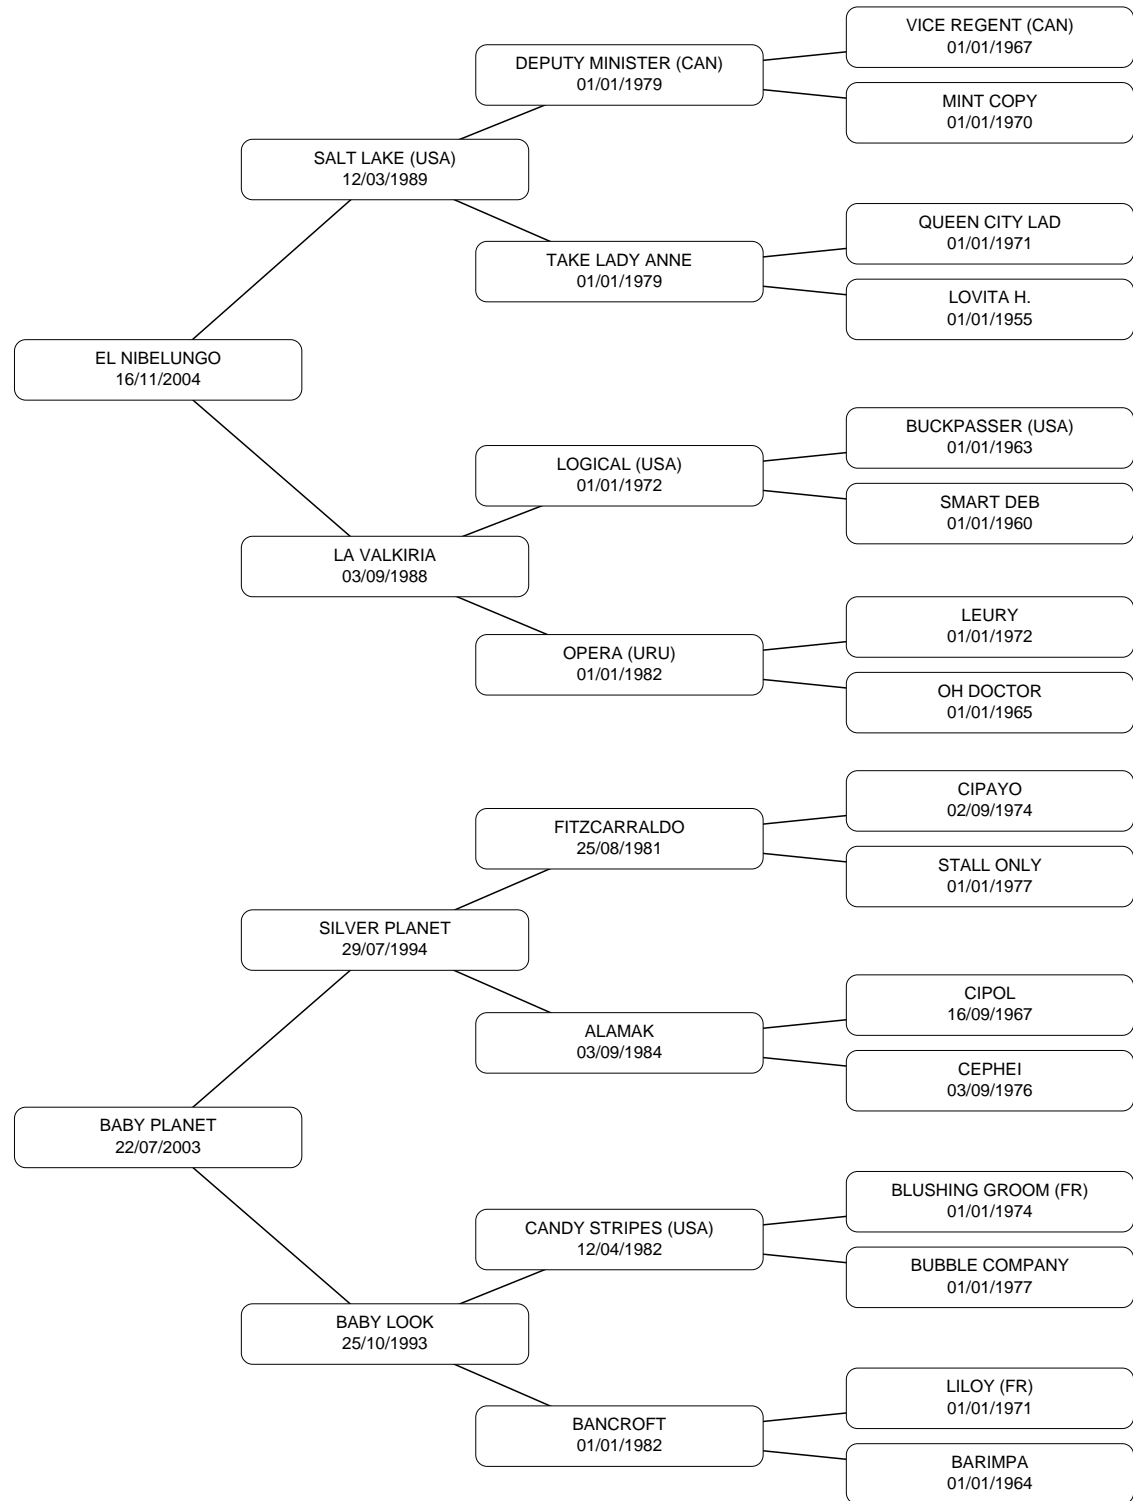 VICE REGENT (CAN)
01/01/1967
DEPUTY MINISTER (CAN)
01/01/1979
MINT COPY
01/01/1970
SALT LAKE (USA)
12/03/1989
QUEEN CITY LAD
01/01/1971
TAKE LADY ANNE
01/01/1979
LOVITA H.
01/01/1955
EL NIBELUNGO
16/11/2004
BUCKPASSER (USA)
01/01/1963
LOGICAL (USA)
01/01/1972
SMART DEB
01/01/1960
LA VALKIRIA
03/09/1988
LEURY
01/01/1972
OPERA (URU)
01/01/1982
OH DOCTOR
01/01/1965
CIPAYO
02/09/1974
FITZCARRALDO
25/08/1981
STALL ONLY
01/01/1977
SILVER PLANET
29/07/1994
CIPOL
16/09/1967
ALAMAK
03/09/1984
CEPHEI
03/09/1976
BABY PLANET
22/07/2003
BLUSHING GROOM (FR)
01/01/1974
CANDY STRIPES (USA)
12/04/1982
BUBBLE COMPANY
01/01/1977
BABY LOOK
25/10/1993
LILOY (FR)
01/01/1971
BANCROFT
01/01/1982
BARIMPA
01/01/1964